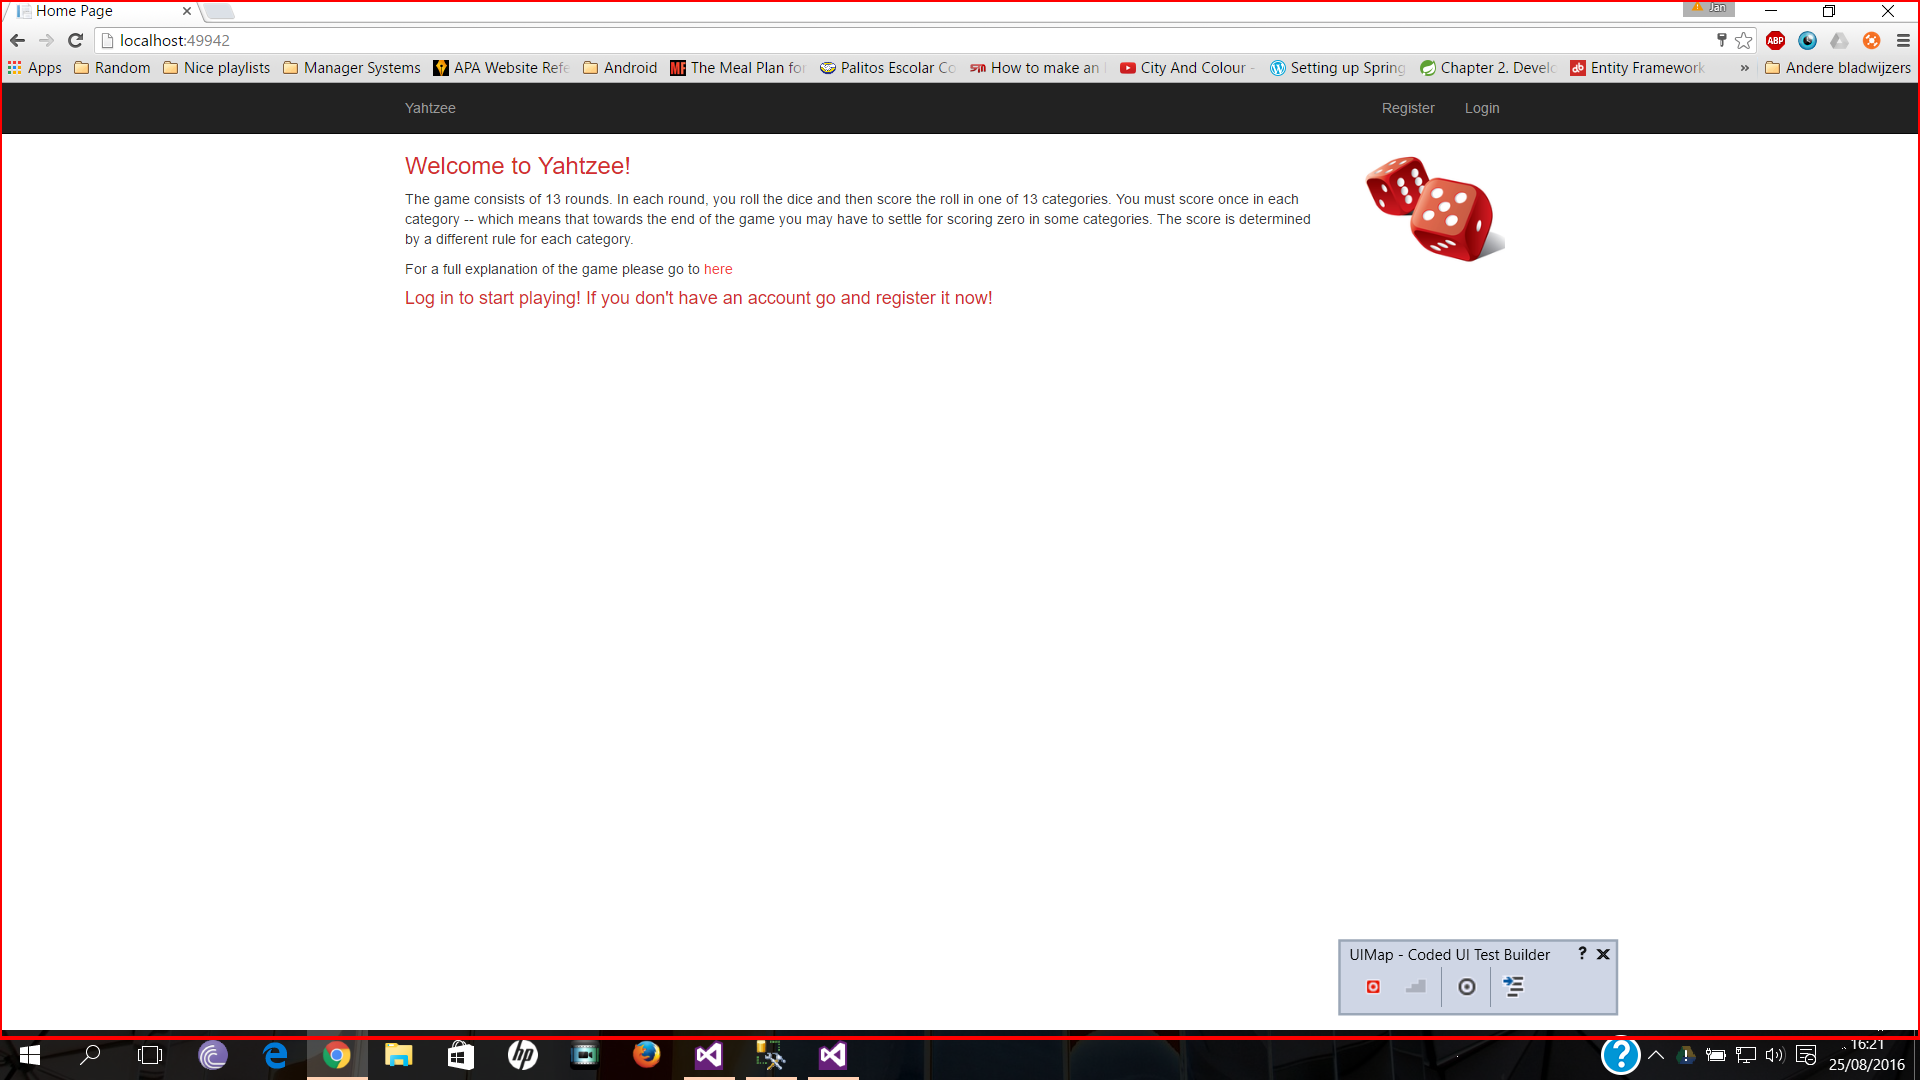 Home Page
Jan
localhost:49942
ABP
Apps Random Nice playlists Manager Systems APA Website Refe Android MF The Meal Plan for Palitos Escolar Co How to make an City And Colour - Setting up Spring Chapter 2. Develo Entity Framework » Andere bladwijzers
Yahtzee Register Login
Welcome to Yahtzee!
The game consists of 13 rounds. In each round, you roll the dice and then score the roll in one of 13 categories. You must score once in each
category -- which means that towards the end of the game you may have to settle for scoring zero in some categories. The score is determined
by a different rule for each category.
For a full explanation of the game please go to here
Log in to start playing! If you don't have an account go and register it now!
UIMap - Coded UI Test Builder ?
hp
16:21
25/08/2016